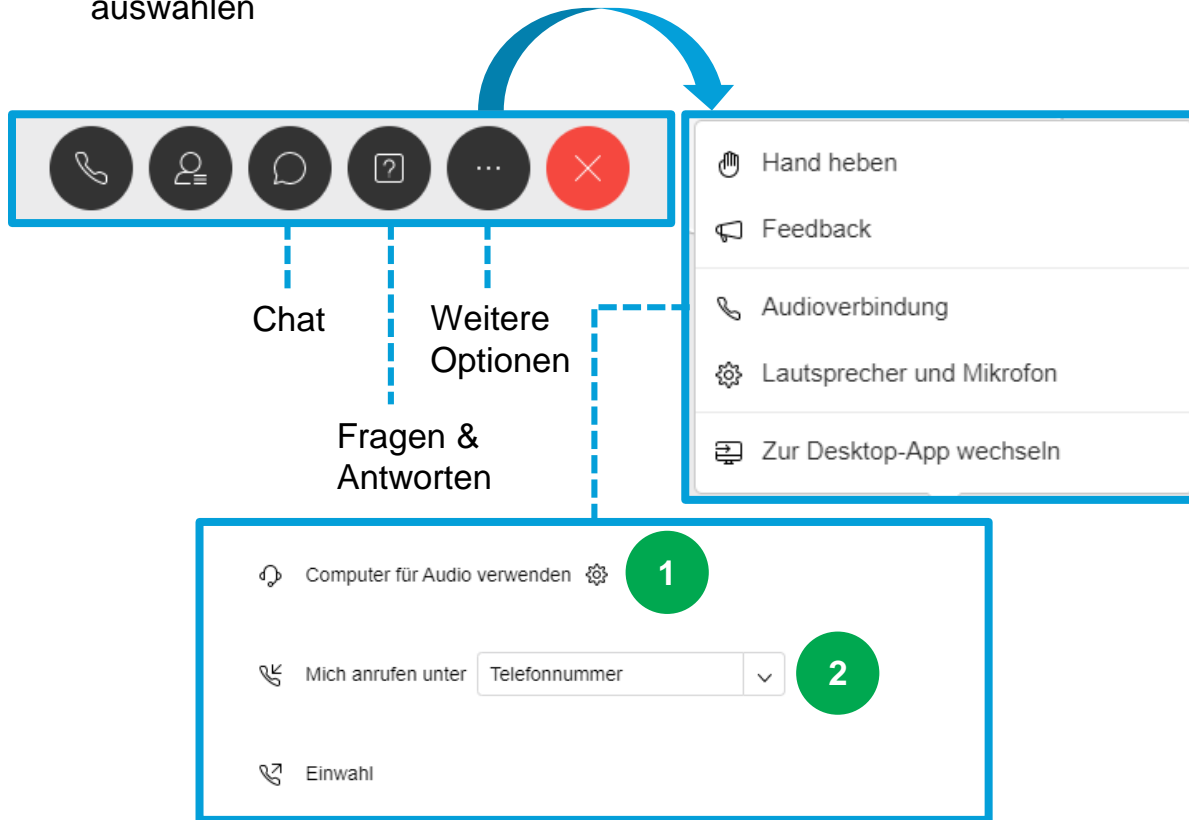 auswählen
?
Hand heben
Feedback
Audioverbindung
Lautsprecher und Mikrofon
Zur Desktop-App wechseln
Chat
Weitere
Optionen
Fragen &
Antworten
Computer für Audio verwenden
1
Mich anrufen unter
Telefonnummer
2
Einwahl